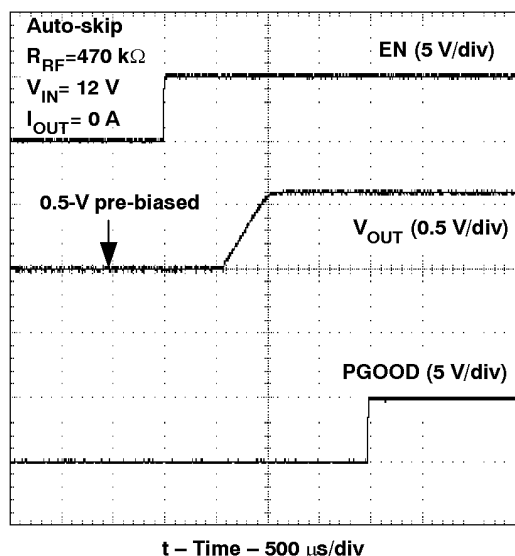 Auto-skip
R_RF=470 kΩ
V_IN= 12 V
I_OUT= 0 A
EN (5 V/div)
0.5-V pre-biased
V_OUT (0.5 V/div)
PGOOD (5 V/div)
t – Time – 500 μs/div